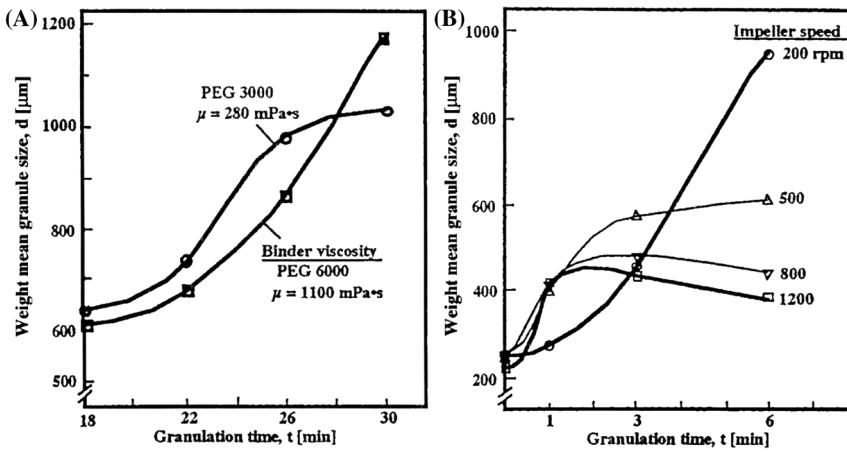 (A)
Weight mean granule size, d [μm]
1200
1000
800
600
500
PEG 3000
μ = 280 mPa•s
Binder viscosity
PEG 6000
μ = 1100 mPa•s
18
22
26
30
Granulation time, t [min]
(B)
Weight mean granule size, d [μm]
1000
800
600
400
200
Impeller speed
200 rpm
500
800
1200
1
3
6
Granulation time, t [min]